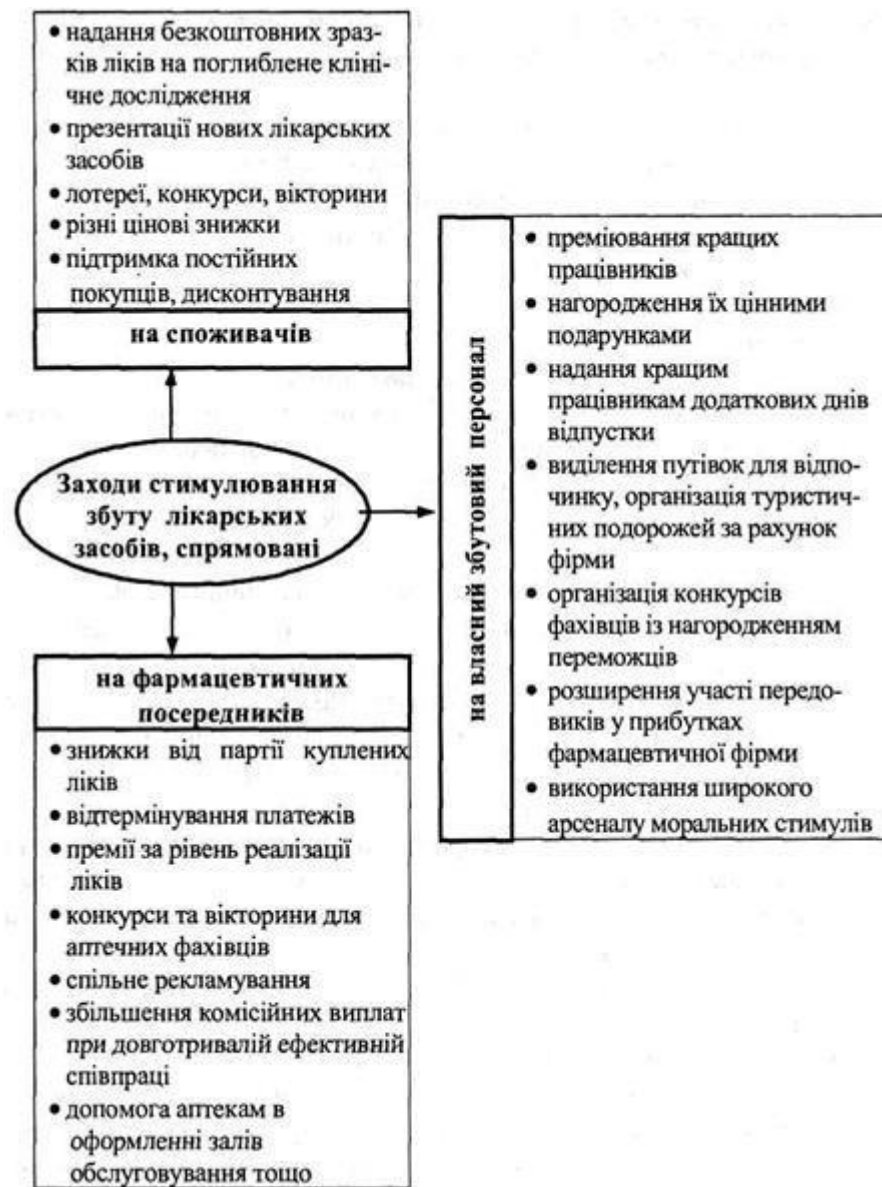 • надання безкоштовних зраз-
ків ліків на поглиблене кліні-
чне дослідження
• презентації нових лікарських
засобів
• лотереї, конкурси, вікторини
• різні цінові знижки
• підтримка постійних
покупців, дисконтування
на споживачів
Заходи стимулювання
збуту лікарських
засобів, спрямовані
на фармацевтичних
посередників
• знижки від партії куплених
ліків
• відтермінування платежів
• премії за рівень реалізації
ліків
• конкурси та вікторини для
аптечних фахівців
• спільне рекламування
• збільшення комісійних виплат
при довготривалій ефективній
співпраці
• допомога аптекам в
оформленні залів
обслуговування тощо
на власний збутовий персонал
• преміювання кращих
працівників
• нагородження їх цінними
подарунками
• надання кращим
працівникам додаткових днів
відпустки
• виділення путівок для відпо-
чинку, організація туристич-
них подорожей за рахунок
фірми
• організація конкурсів
фахівців із нагородженням
переможців
• розширення участі передо-
виків у прибутках
фармацевтичної фірми
• використання широкого
арсеналу моральних стимулів